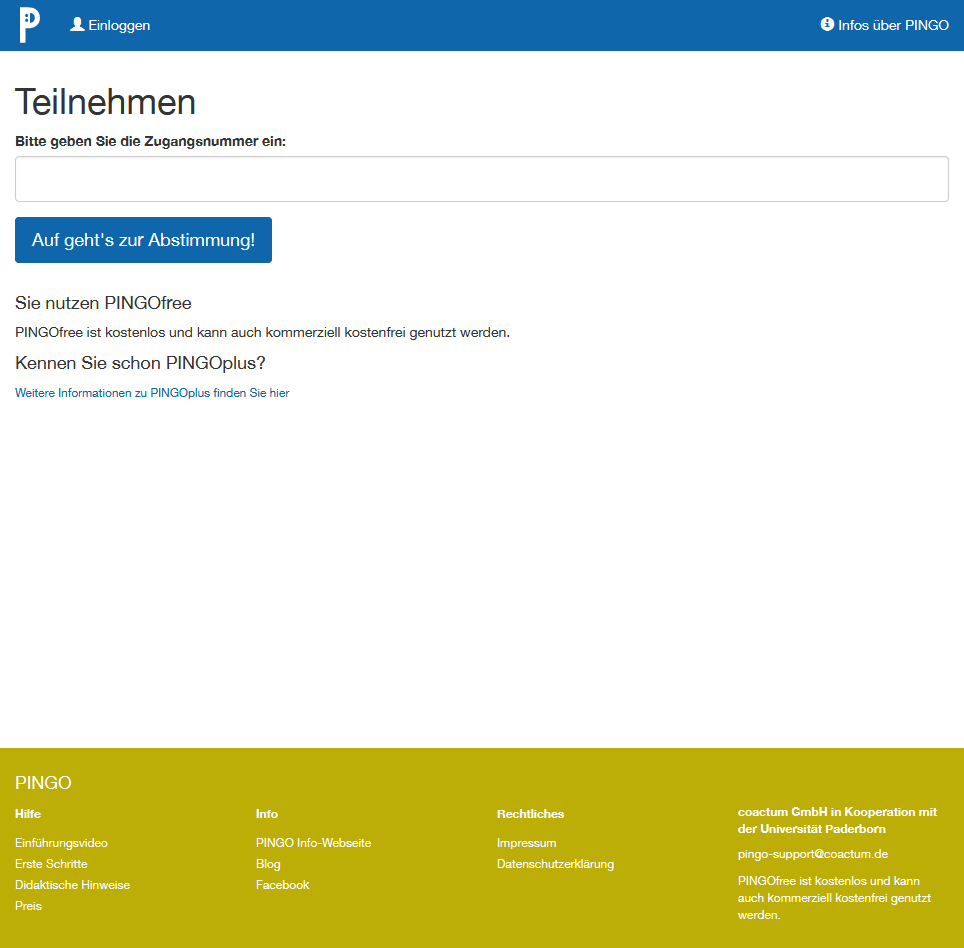 Einloggen
Infos über PINGO
Teilnehmen
Bitte geben Sie die Zugangsnummer ein:
Auf geht's zur Abstimmung!
Sie nutzen PINGOfree
PINGOfree ist kostenlos und kann auch kommerziell kostenfrei genutzt werden.
Kennen Sie schon PINGOplus?
Weitere Informationen zu PINGOplus finden Sie hier
PINGO
Hilfe
Einführungsvideo
Erste Schritte
Didaktische Hinweise
Preis
Info
PINGO Info-Webseite
Blog
Facebook
Rechtliches
Impressum
Datenschutzerklärung
coactum GmbH in Kooperation mit
der Universität Paderborn
pingo-support@coactum.de
PINGOfree ist kostenlos und kann
auch kommerziell kostenfrei genutzt
werden.